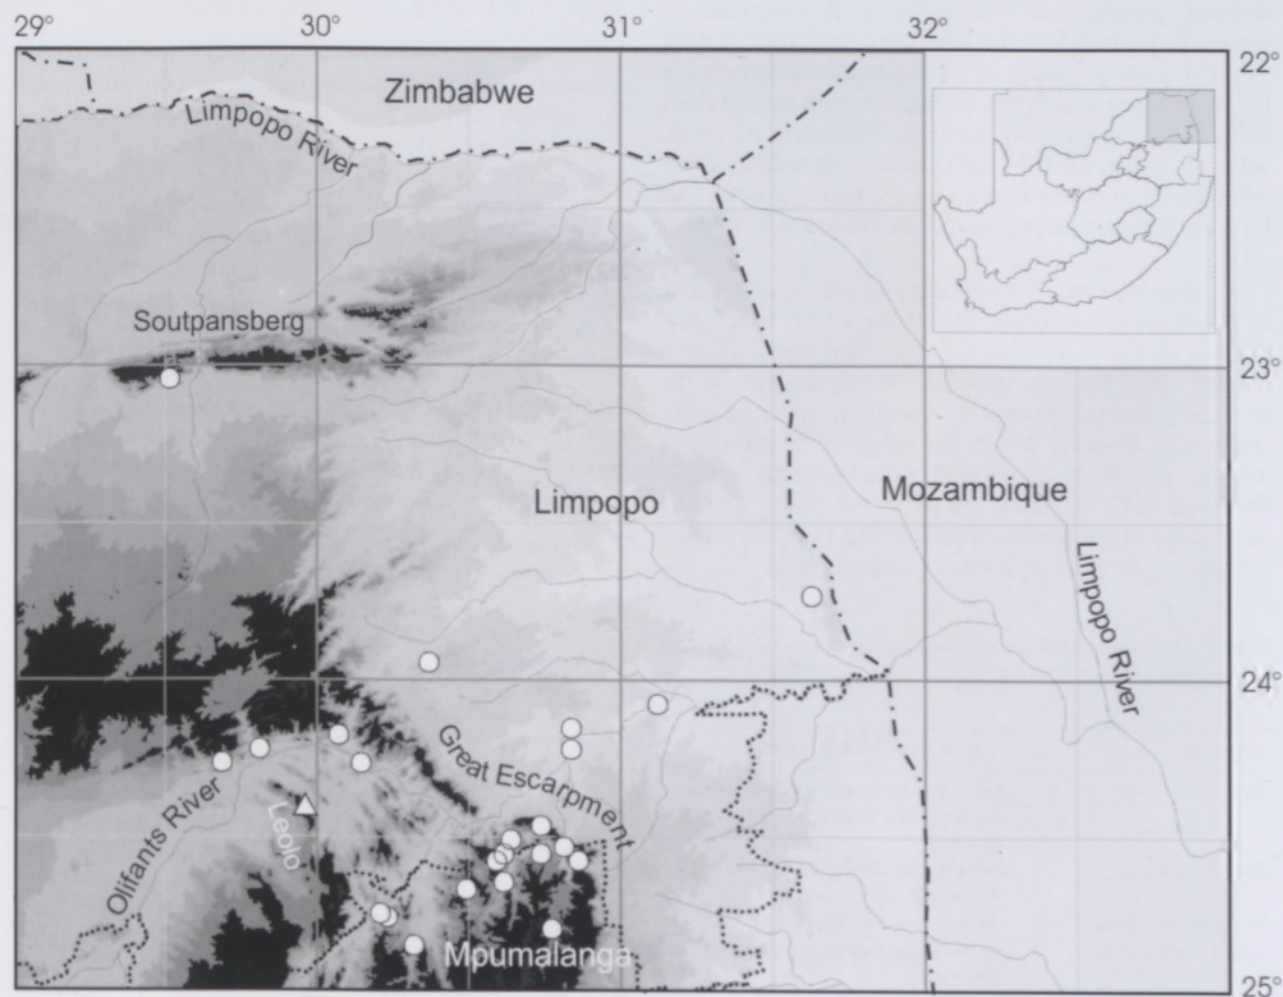 29° 30° 31° 32°
22°
Zimbabwe
Limpopo River
Soutpansberg
23°
Limpopo
Mozambique
Limpopo River
24°
Great Escarpment
Olifants River
Leolo
Mpumalanga
25°